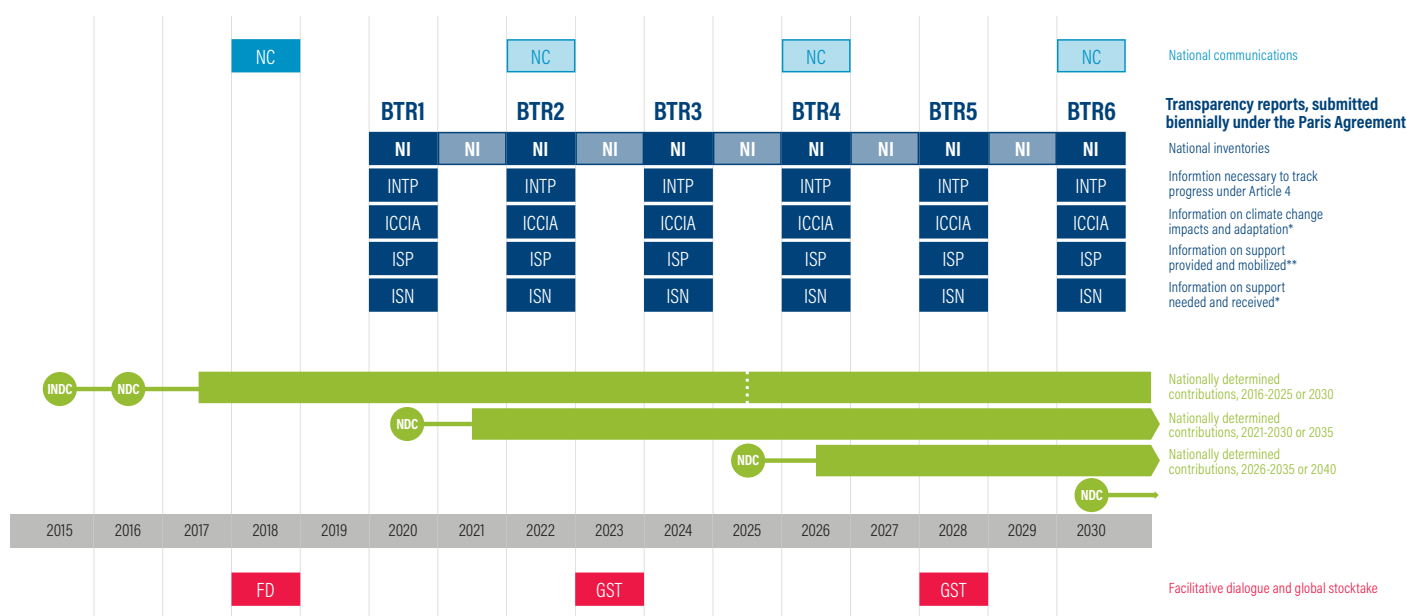 NC NC NC NC National communications
BTR1 BTR2 BTR3 BTR4 BTR5 BTR6 Transparency reports, submitted
biennially under the Paris Agreement
NI NI NI NI NI NI NI NI NI NI NI National inventories
INTP INTP INTP INTP INTP INTP Informtion necessary to track
progress under Article 4
ICCIA ICCIA ICCIA ICCIA ICCIA ICCIA Information on climate change
impacts and adaptation*
ISP ISP ISP ISP ISP ISP Information on support
provided and mobilized**
ISN ISN ISN ISN ISN ISN Information on support
needed and received*
INDC NDC Nationally determined
contributions, 2016-2025 or 2030
NDC Nationally determined
contributions, 2021-2030 or 2035
NDC Nationally determined
contributions, 2026-2035 or 2040
NDC
2015 2016 2017 2018 2019 2020 2021 2022 2023 2024 2025 2026 2027 2028 2029 2030
FD GST GST Facilitative dialogue and global stocktake